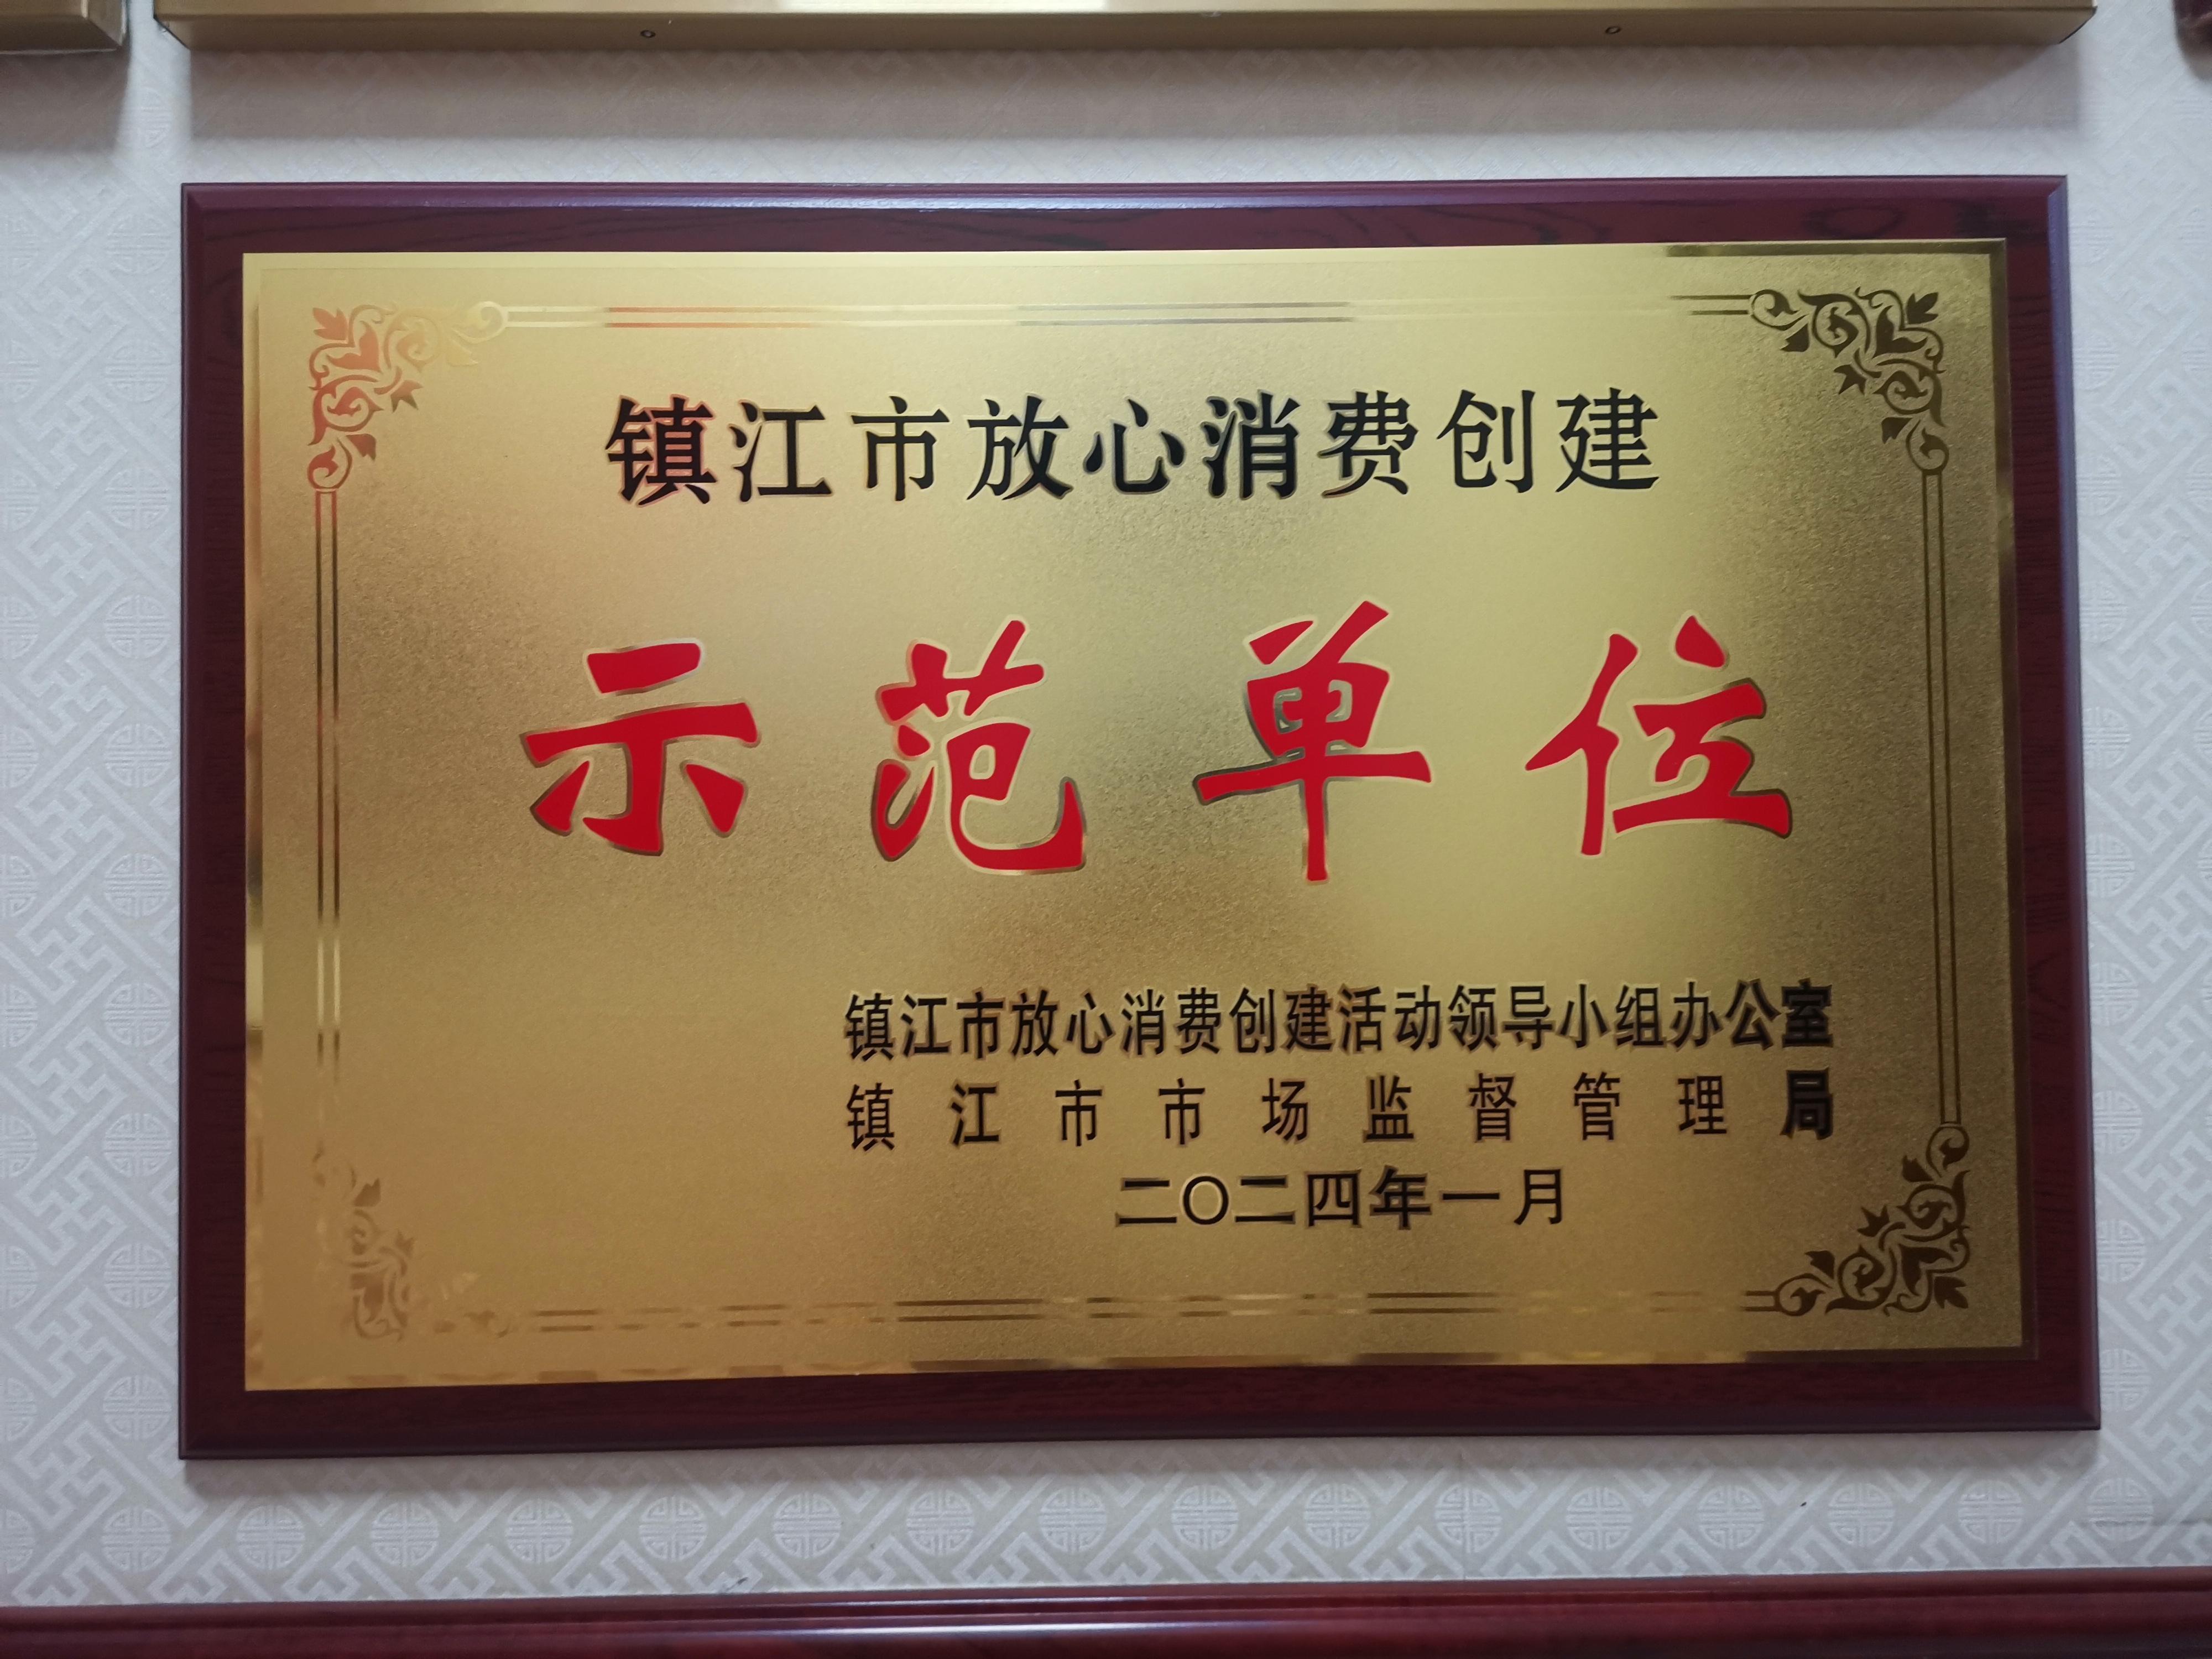 镇江市放心消费创建
示范单位
镇江市放心消费创建活动领导小组办公室
镇江市市场监督管理局
二〇二四年一月